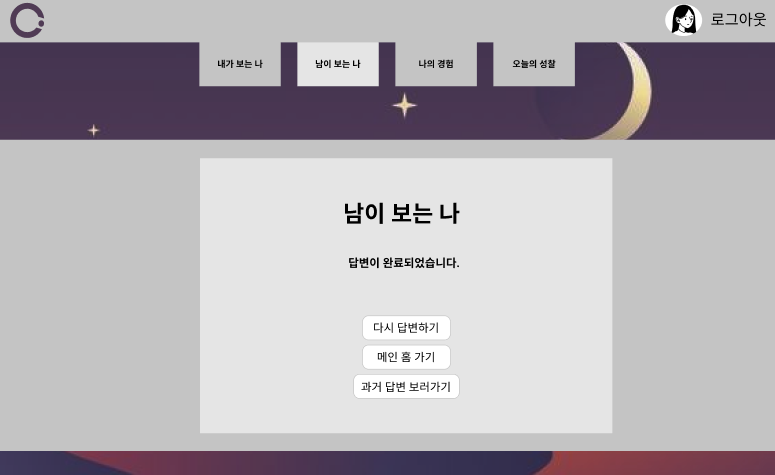 로그아웃
내가 보는 나
남이 보는 나
나의 경험
오늘의 성찰
남이 보는 나
답변이 완료되었습니다.
다시 답변하기
메인 홈 가기
과거 답변 보러가기